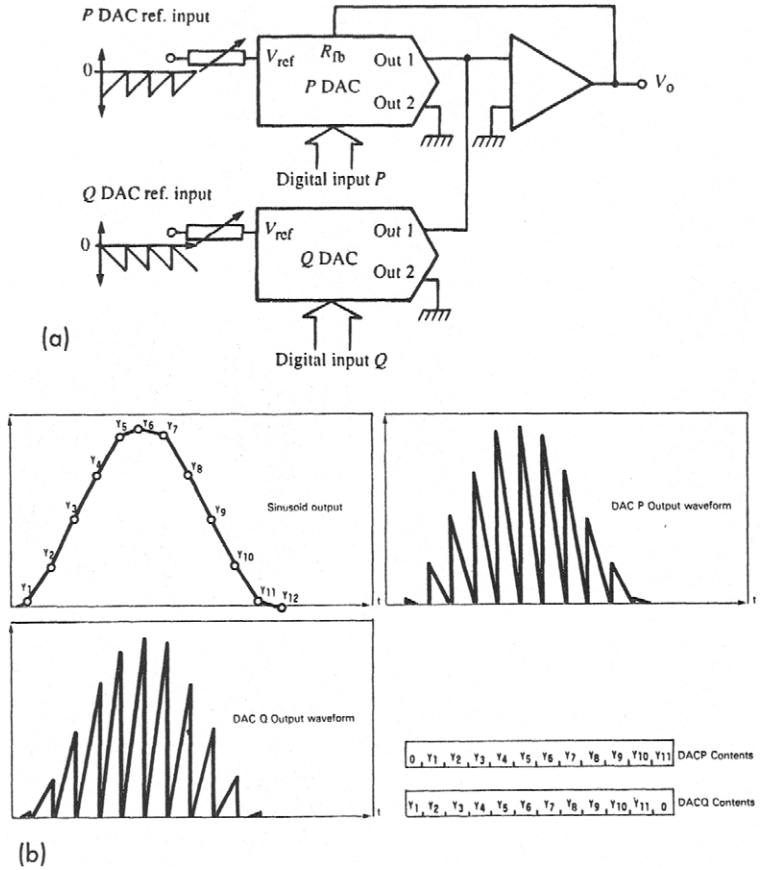 P DAC ref. input
0
V_ref
R_fb
P DAC
Out 1
Out 2
V_o
Digital input P
Q DAC ref. input
0
V_ref
Q DAC
Out 1
Out 2
Digital input Q
(a)
Y1
Y2
Y3
Y4
Y5
Y6
Y7
Y8
Y9
Y10
Y11
Y12
t
Sinusoid output
DAC P Output waveform
t
DAC Q Output waveform
t
0 Y1 Y2 Y3 Y4 Y5 Y6 Y7 Y8 Y9 Y10 Y11 DACP Contents
Y1 Y2 Y3 Y4 Y5 Y6 Y7 Y8 Y9 Y10 Y11 0 DACQ Contents
(b)